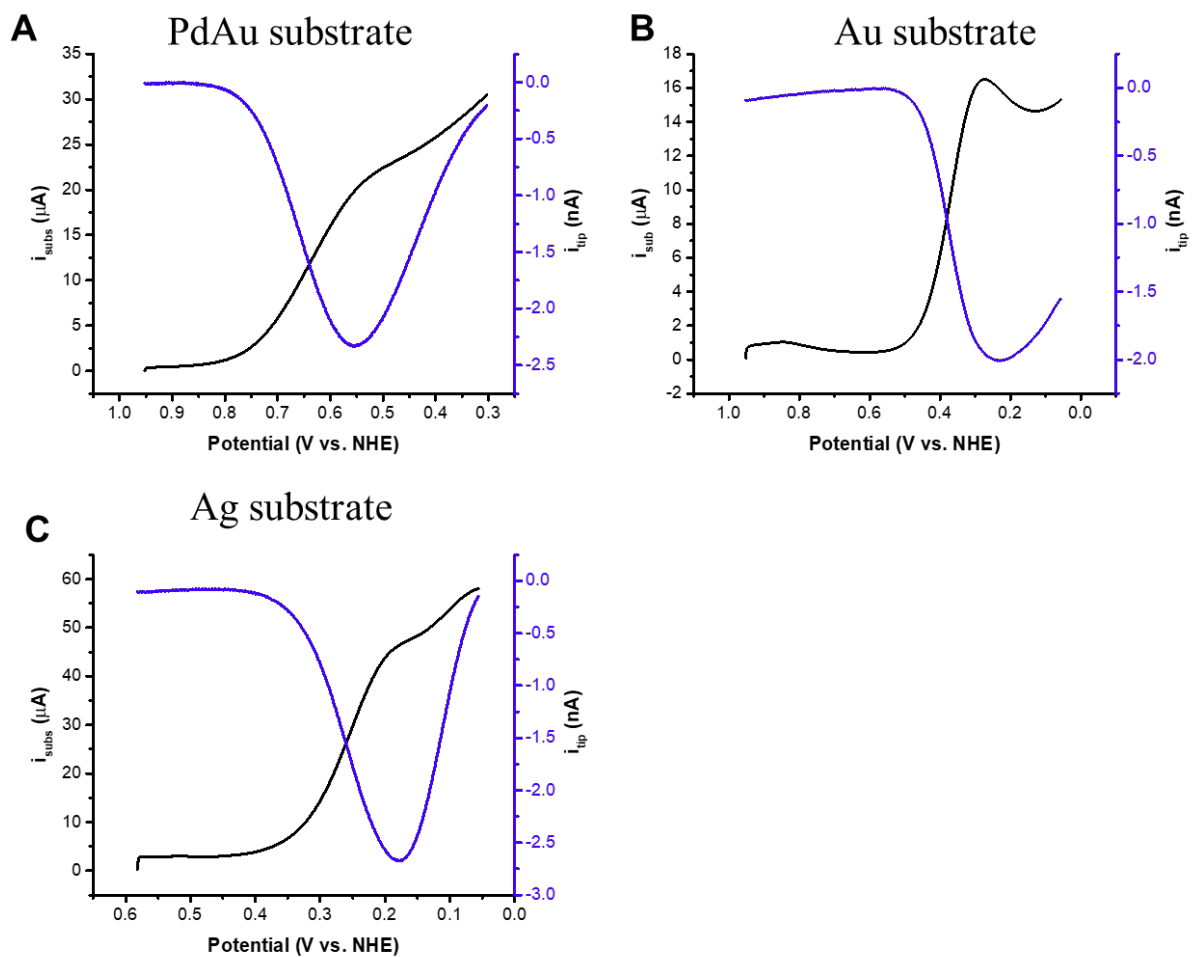 A
PdAu substrate
35
30
25
20
15
10
5
0
i_subs (μA)
0.0
-0.5
-1.0
-1.5
-2.0
-2.5
i_tip (nA)
1.0 0.9 0.8 0.7 0.6 0.5 0.4 0.3
Potential (V vs. NHE)
B
Au substrate
18
16
14
12
10
8
6
4
2
0
-2
i_sub (μA)
0.0
-0.5
-1.0
-1.5
-2.0
i_tip (nA)
1.0 0.8 0.6 0.4 0.2 0.0
Potential (V vs. NHE)
C
Ag substrate
60
50
40
30
20
10
0
i_subs (μA)
0.0
-0.5
-1.0
-1.5
-2.0
-2.5
-3.0
i_tip (nA)
0.6 0.5 0.4 0.3 0.2 0.1 0.0
Potential (V vs. NHE)